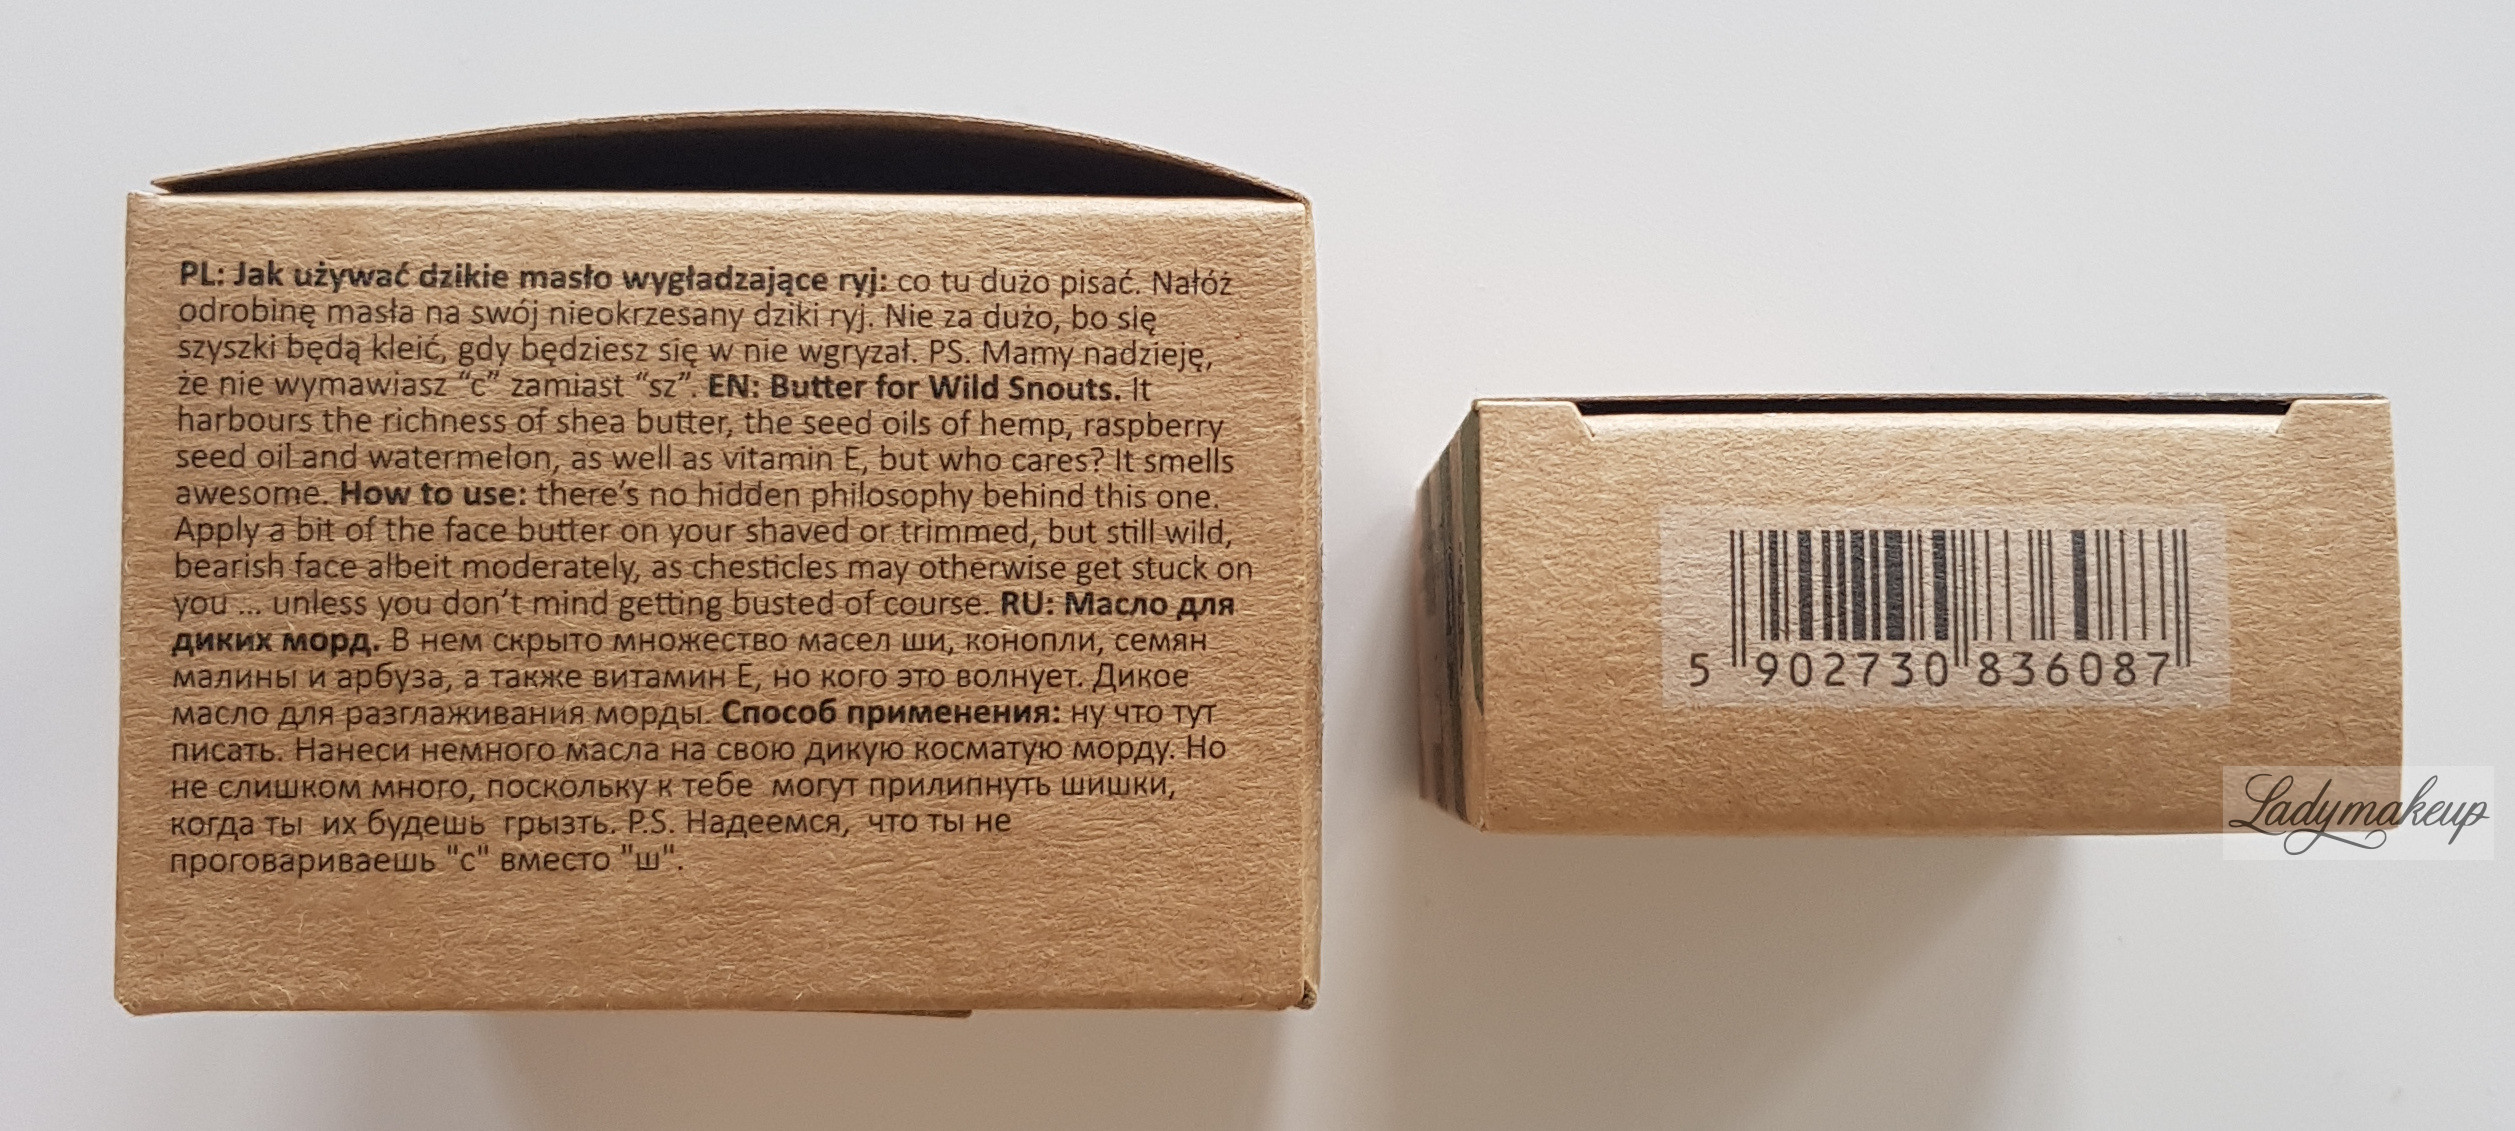 PL: Jak używać dzikie masło wygładzające ryj: co tu dużo pisać. Nałóż
odrobinę masła na swój nieokrzesany dziki ryj. Nie za dużo, bo się
szyszki będą kleić, gdy będziesz się w nie wgryzał. PS. Mamy nadzieję,
że nie wymawiasz “c” zamiast “sz”. EN: Butter for Wild Snouts. It
harbours the richness of shea butter, the seed oils of hemp, raspberry
seed oil and watermelon, as well as vitamin E, but who cares? It smells
awesome. How to use: there’s no hidden philosophy behind this one.
Apply a bit of the face butter on your shaved or trimmed, but still wild,
bearish face albeit moderately, as chesticles may otherwise get stuck on
you ... unless you don’t mind getting busted of course. RU: Масло для
диких морд. В нем скрыто множество масел ши, конопли, семян
малины и арбуза, а также витамин Е, но кого это волнует. Дикое
масло для разглаживания морды. Способ применения: ну что тут
писать. Нанеси немного масла на свою дикую косматую морду. Но
не слишком много, поскольку к тебе могут прилипнуть шишки,
когда ты их будешь грызть. P.S. Надеемся, что ты не
проговариваешь "с" вместо "ш".
5 902730 836087
Ladymakeup